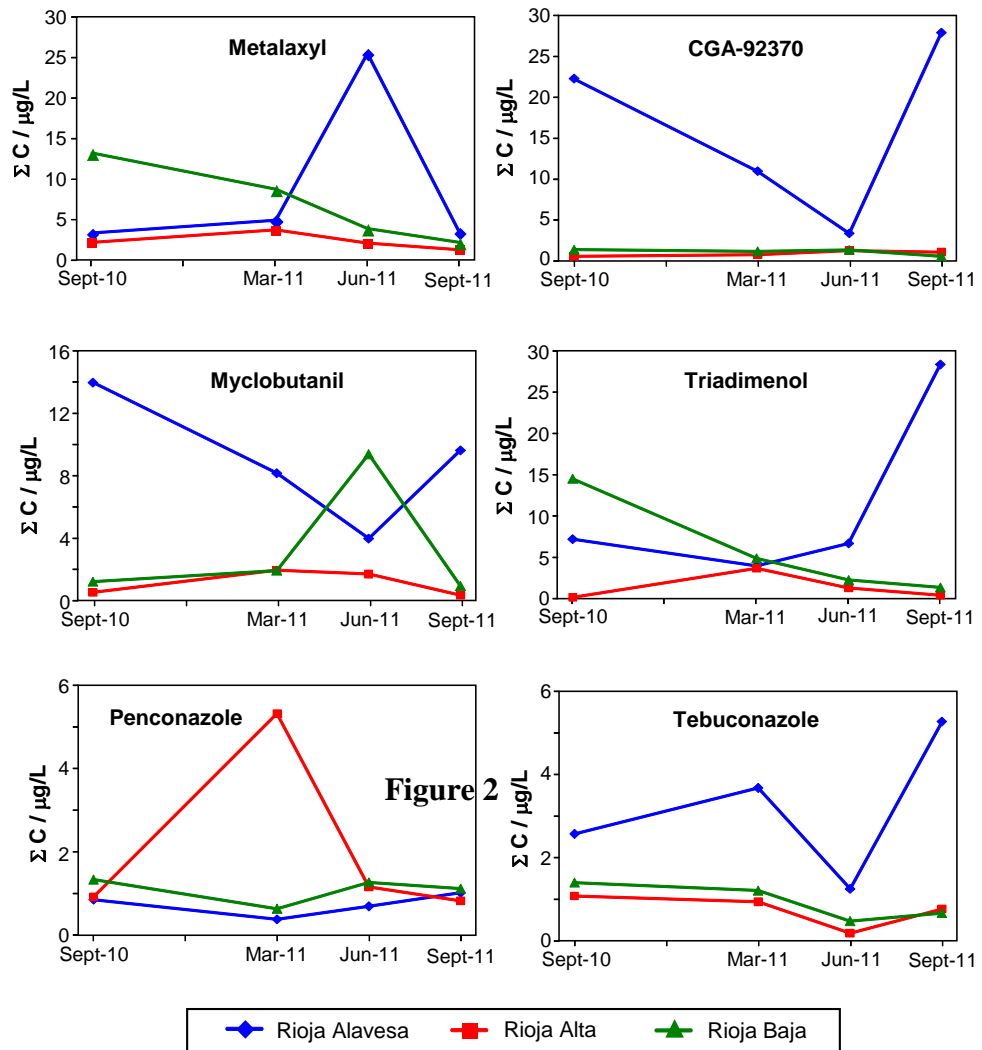 Metalaxyl
Σ C / µg/L
30
25
20
15
10
5
0
Sept-10 Mar-11 Jun-11 Sept-11
CGA-92370
Σ C / µg/L
30
25
20
15
10
5
0
Sept-10 Mar-11 Jun-11 Sept-11
Myclobutanil
Σ C / µg/L
16
12
8
4
0
Sept-10 Mar-11 Jun-11 Sept-11
Triadimenol
Σ C / µg/L
30
25
20
15
10
5
0
Sept-10 Mar-11 Jun-11 Sept-11
Penconazole
Σ C / µg/L
6
4
2
0
Sept-10 Mar-11 Jun-11 Sept-11
Figure 2
Tebuconazole
Σ C / µg/L
6
4
2
0
Sept-10 Mar-11 Jun-11 Sept-11
Rioja Alavesa Rioja Alta Rioja Baja